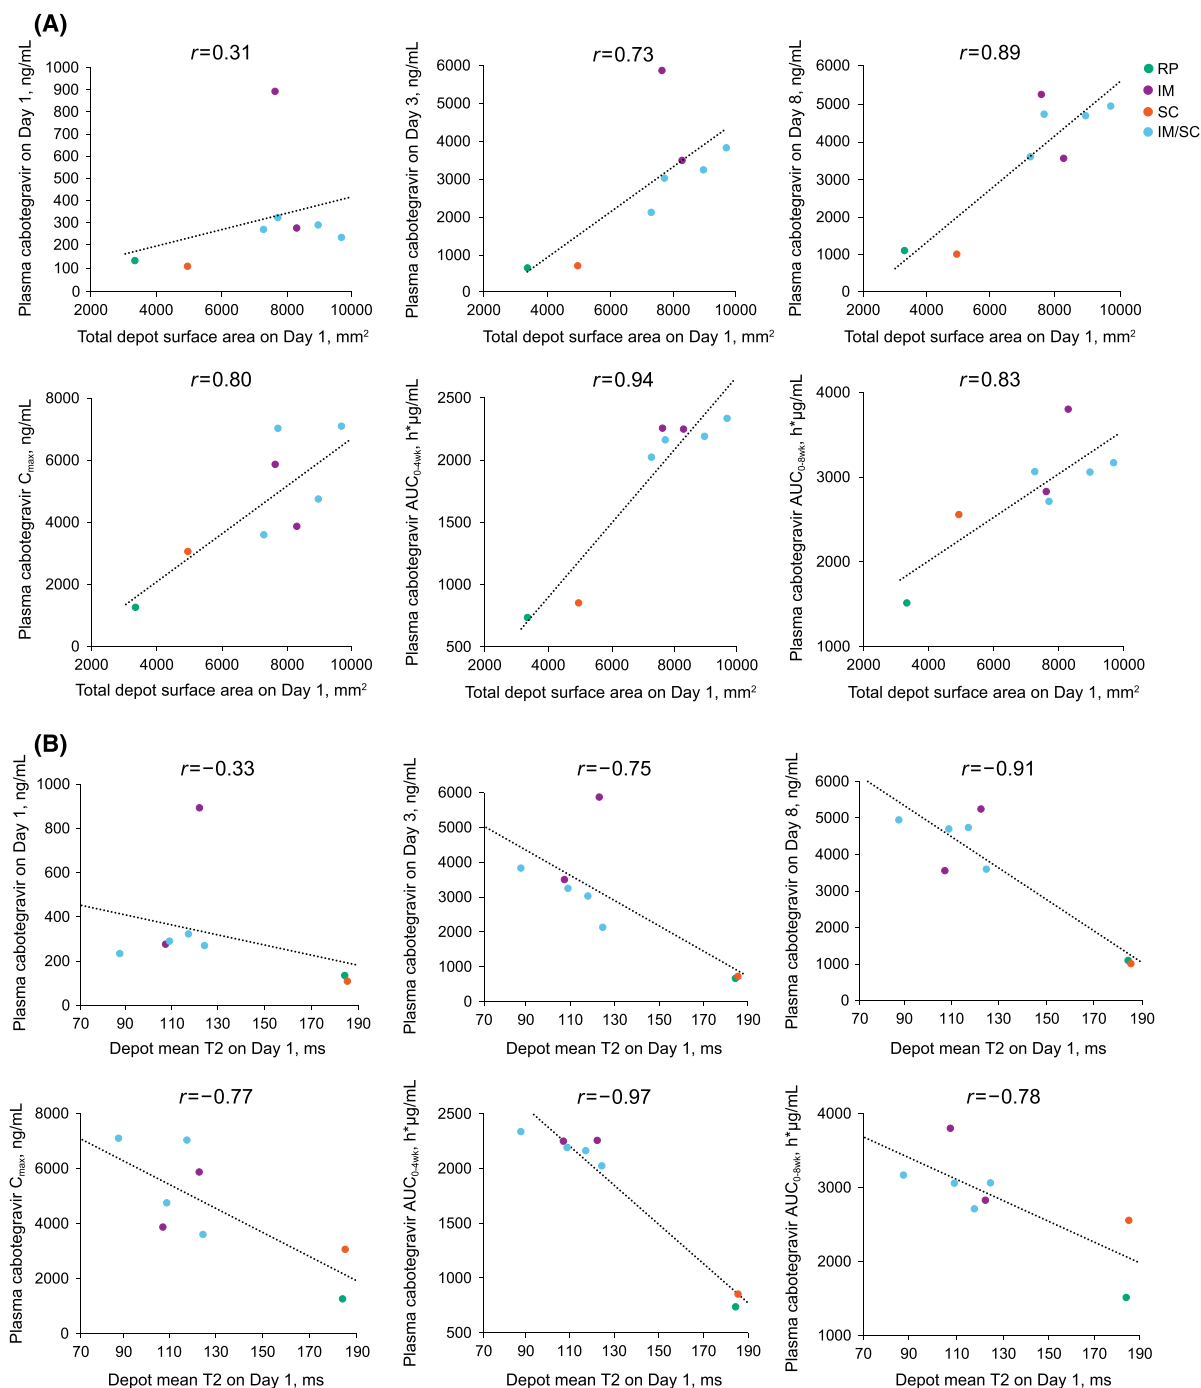 (A)
r=0.31
Plasma cabotegravir on Day 1, ng/mL
1000
900
800
700
600
500
400
300
200
100
0
2000 4000 6000 8000 10000
Total depot surface area on Day 1, mm²
r=0.73
Plasma cabotegravir on Day 3, ng/mL
6000
5000
4000
3000
2000
1000
0
2000 4000 6000 8000 10000
Total depot surface area on Day 1, mm²
r=0.89
Plasma cabotegravir on Day 8, ng/mL
6000
5000
4000
3000
2000
1000
0
2000 4000 6000 8000 10000
Total depot surface area on Day 1, mm²
RP
IM
SC
IM/SC
r=0.80
Plasma cabotegravir Cmax, ng/mL
8000
6000
4000
2000
0
2000 4000 6000 8000 10000
Total depot surface area on Day 1, mm²
r=0.94
Plasma cabotegravir AUC0-4wk, h*µg/mL
2500
2000
1500
1000
500
2000 4000 6000 8000 10000
Total depot surface area on Day 1, mm²
r=0.83
Plasma cabotegravir AUC0-8wk, h*µg/mL
4000
3000
2000
1000
2000 4000 6000 8000 10000
Total depot surface area on Day 1, mm²
(B)
r=−0.33
Plasma cabotegravir on Day 1, ng/mL
1000
800
600
400
200
0
70 90 110 130 150 170 190
Depot mean T2 on Day 1, ms
r=−0.75
Plasma cabotegravir on Day 3, ng/mL
6000
5000
4000
3000
2000
1000
0
70 90 110 130 150 170 190
Depot mean T2 on Day 1, ms
r=−0.91
Plasma cabotegravir on Day 8, ng/mL
6000
5000
4000
3000
2000
1000
0
70 90 110 130 150 170 190
Depot mean T2 on Day 1, ms
r=−0.77
Plasma cabotegravir Cmax, ng/mL
8000
6000
4000
2000
0
70 90 110 130 150 170 190
Depot mean T2 on Day 1, ms
r=−0.97
Plasma cabotegravir AUC0-4wk, h*µg/mL
2500
2000
1500
1000
500
70 90 110 130 150 170 190
Depot mean T2 on Day 1, ms
r=−0.78
Plasma cabotegravir AUC0-8wk, h*µg/mL
4000
3000
2000
1000
70 90 110 130 150 170 190
Depot mean T2 on Day 1, ms